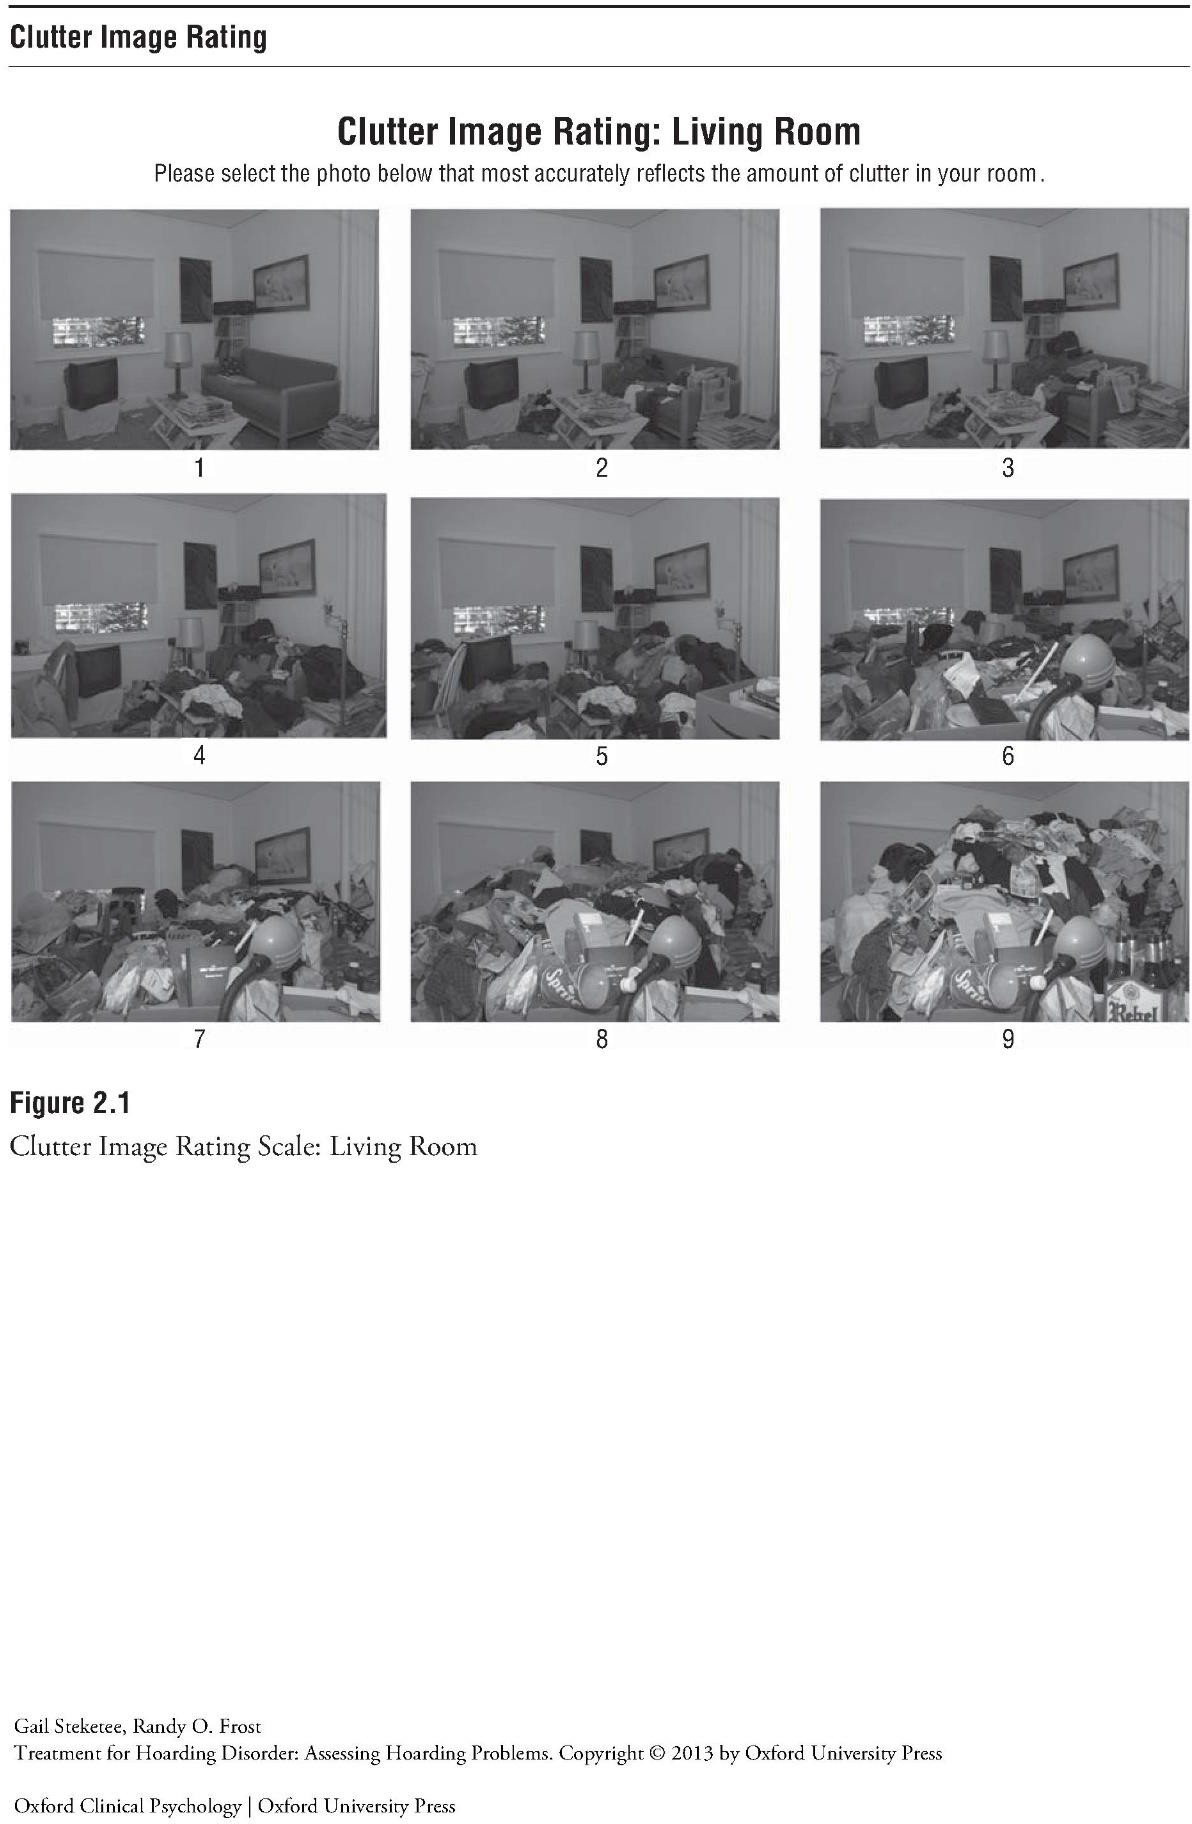 Clutter Image Rating
Clutter Image Rating: Living Room
Please select the photo below that most accurately reflects the amount of clutter in your room.
1
2
3
4
5
6
7
Sprite
8
Sprite
Rebel
9
Figure 2.1
Clutter Image Rating Scale: Living Room
Gail Steketee, Randy O. Frost
Treatment for Hoarding Disorder: Assessing Hoarding Problems. Copyright © 2013 by Oxford University Press
Oxford Clinical Psychology | Oxford University Press